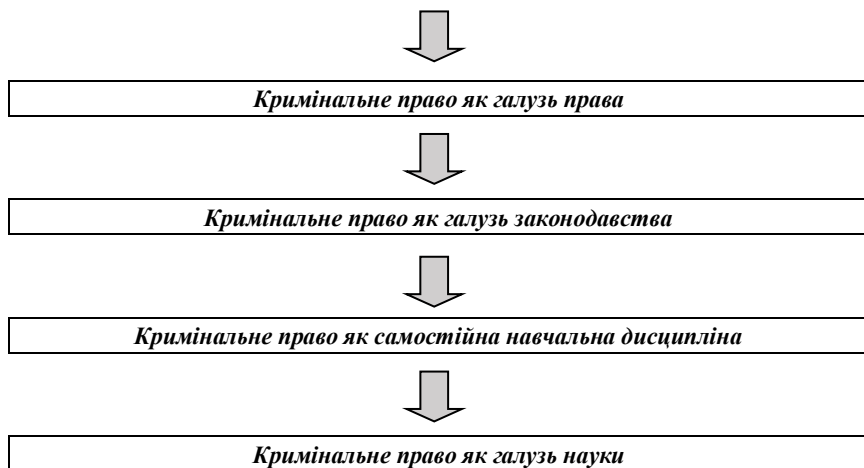 Кримінальне право як галузь права
Кримінальне право як галузь законодавства
Кримінальне право як самостійна навчальна дисципліна
Кримінальне право як галузь науки